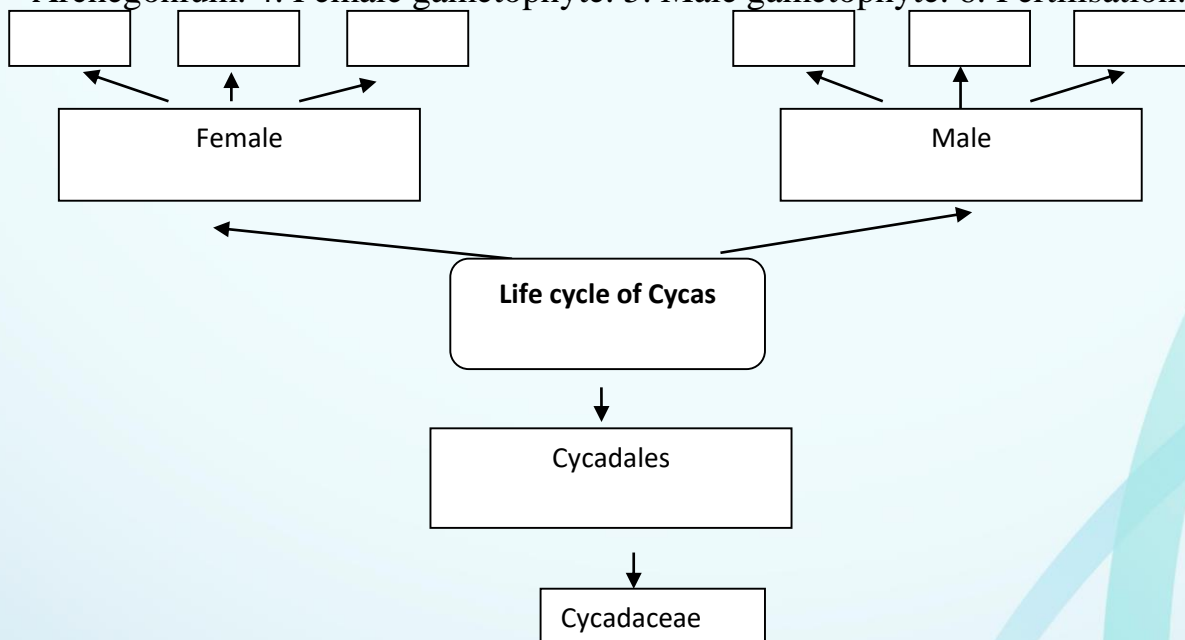 Archegonium. 4. Female gametophyte. 5. Male gametophyte. 6. Fertilisation.
Female
Male
Life cycle of Cycas
Cycadales
Cycadaceae